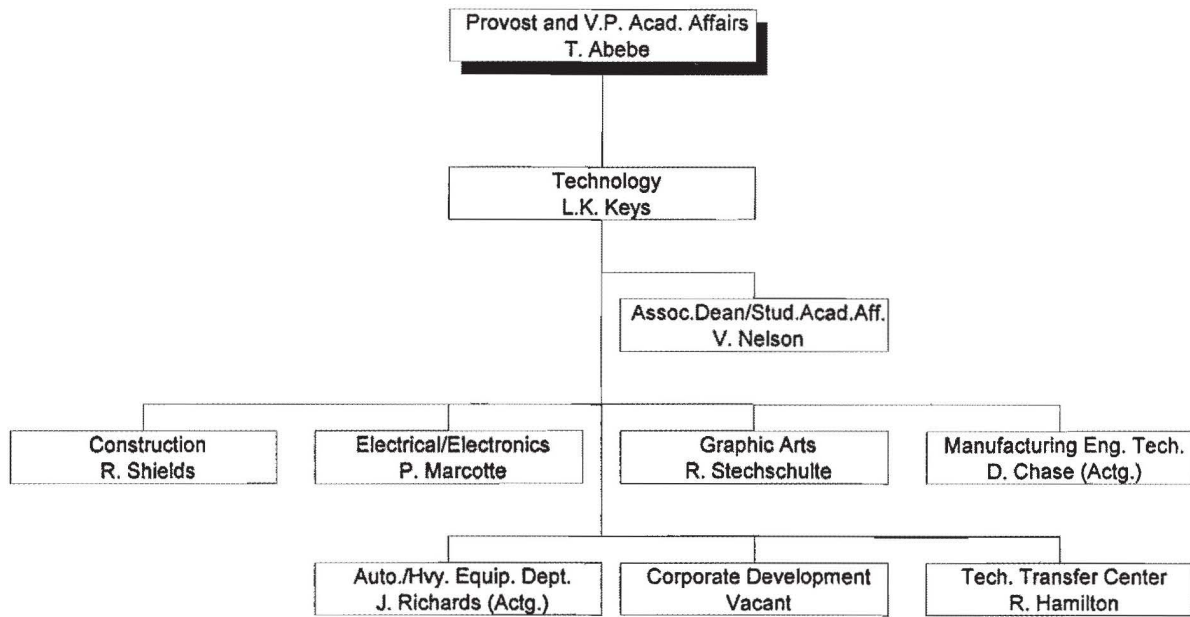 Provost and V.P. Acad. Affairs
T. Abebe
Technology
L.K. Keys
Assoc.Dean/Stud.Acad.Aff.
V. Nelson
Construction
R. Shields
Electrical/Electronics
P. Marcotte
Graphic Arts
R. Stechschulte
Manufacturing Eng. Tech.
D. Chase (Actg.)
Auto./Hvy. Equip. Dept.
J. Richards (Actg.)
Corporate Development
Vacant
Tech. Transfer Center
R. Hamilton